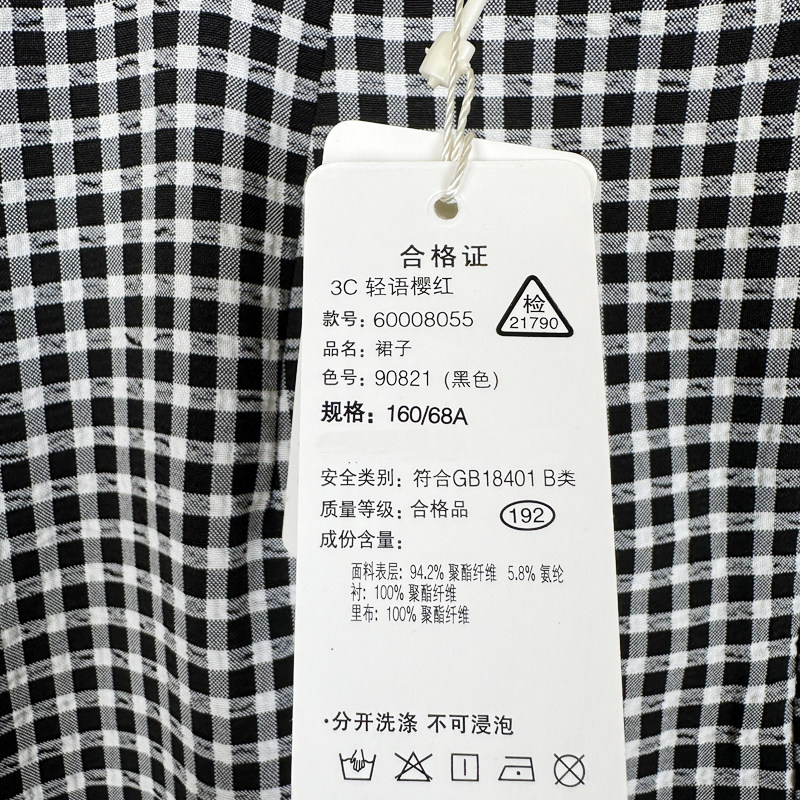 合格证
3C 轻语樱红
检
21790
款号：60008055
品名：裙子
色号：90821（黑色）
规格：160/68A
安全类别：符合GB18401 B类
质量等级：合格品
192
成份含量：
面料表层：94.2% 聚酯纤维 5.8% 氨纶
衬：100% 聚酯纤维
里布：100% 聚酯纤维
·分开洗涤 不可浸泡